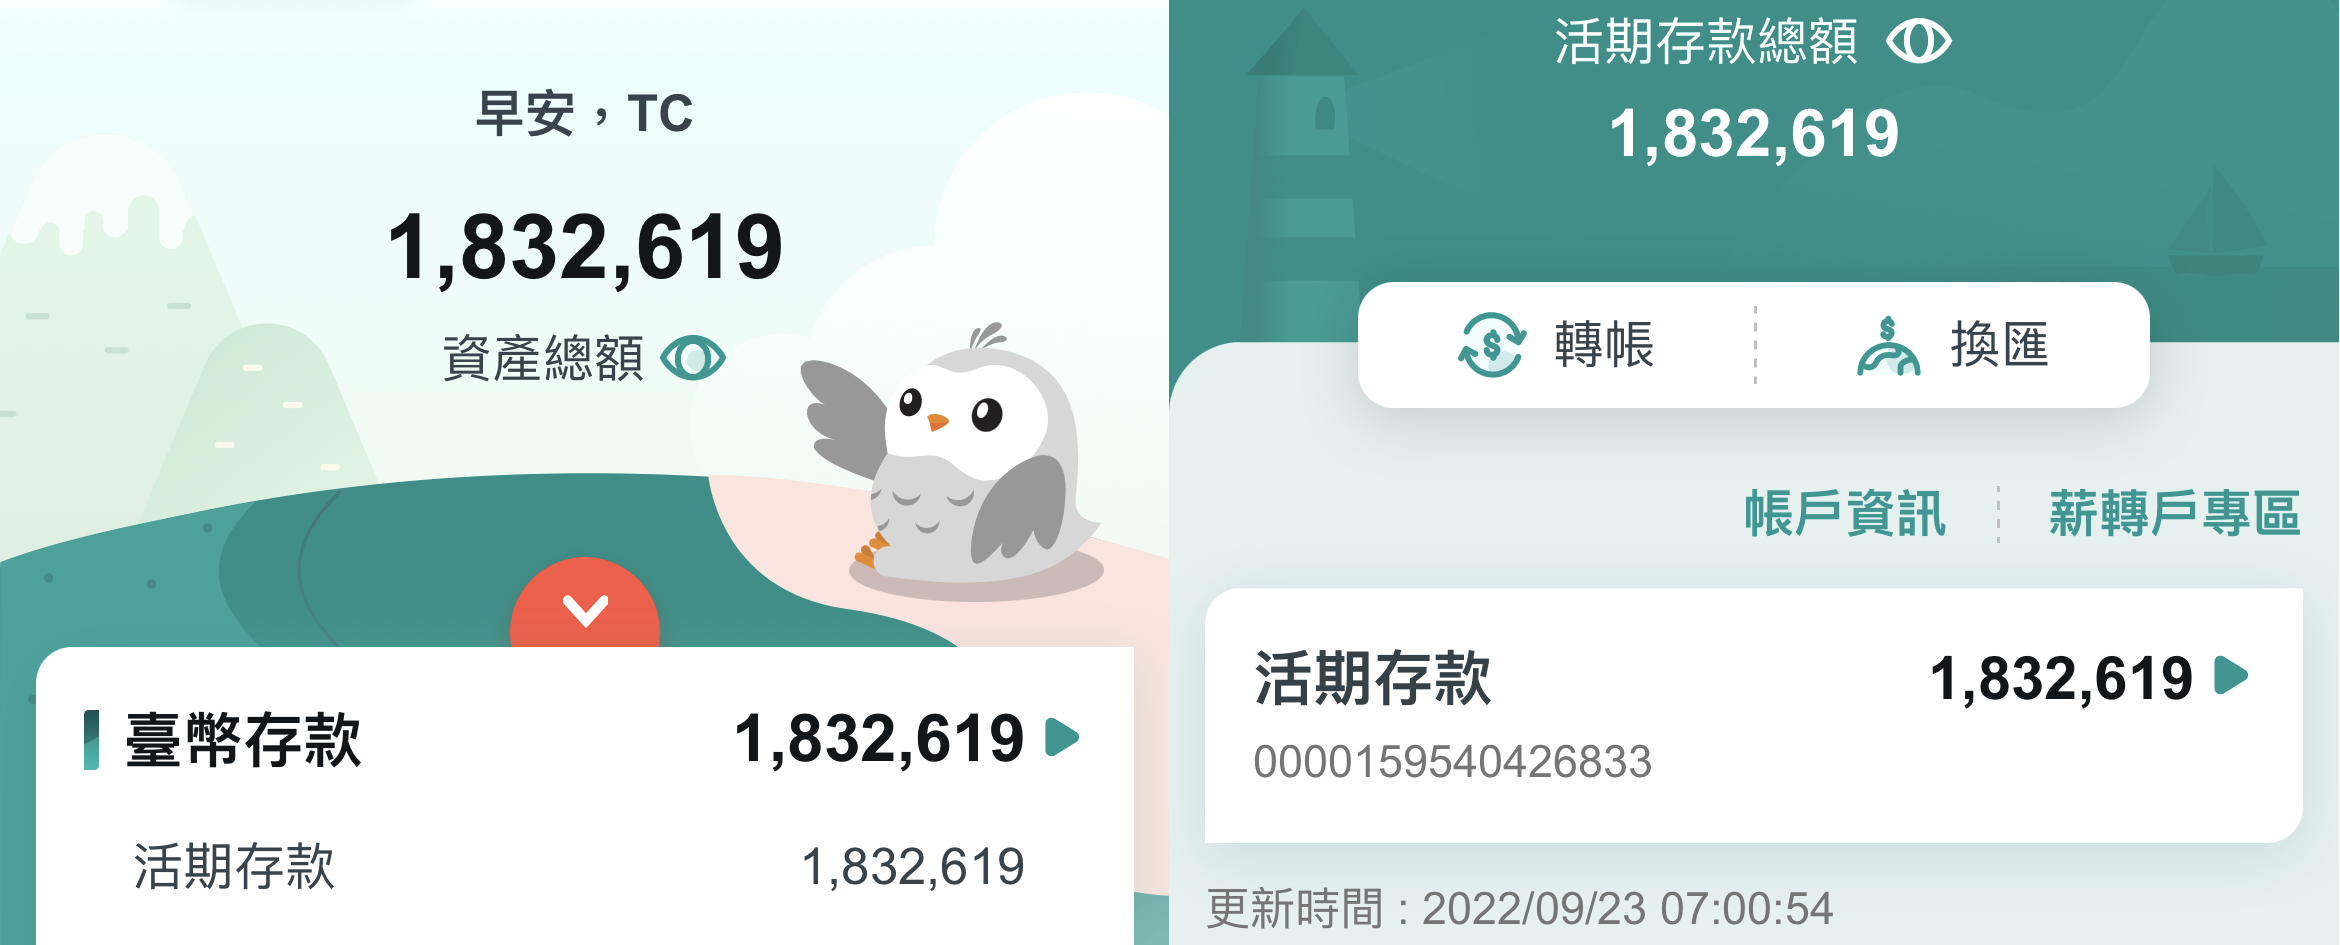 早安，TC
1,832,619
資產總額
臺幣存款 1,832,619
活期存款 1,832,619
活期存款總額
1,832,619
轉帳 換匯
帳戶資訊 薪轉戶專區
活期存款 1,832,619
0000159540426833
更新時間 : 2022/09/23 07:00:54